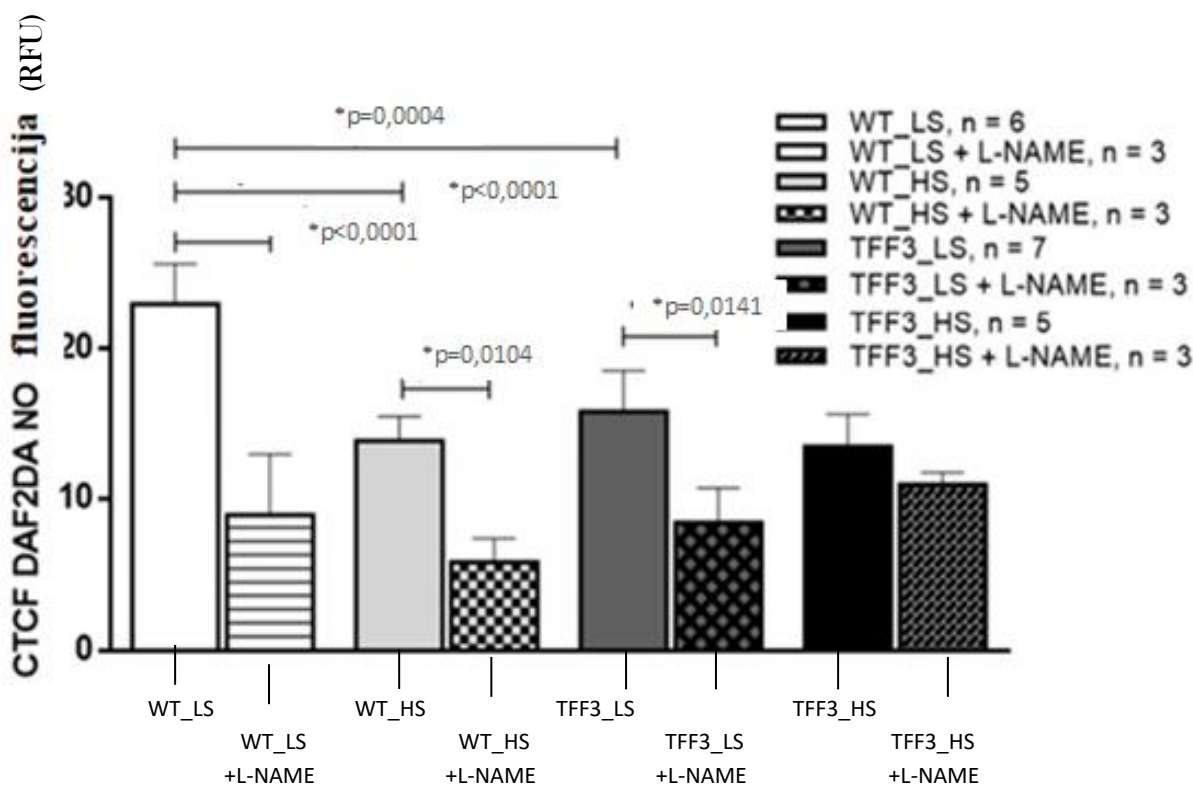 CTCF DAF2DA NO fluorescencija (RFU)
*p=0,0004
*p<0,0001
*p<0,0001
*p=0,0104
*p=0,0141
30
20
10
0
WT_LS, n = 6
WT_LS + L-NAME, n = 3
WT_HS, n = 5
WT_HS + L-NAME, n = 3
TFF3_LS, n = 7
TFF3_LS + L-NAME, n = 3
TFF3_HS, n = 5
TFF3_HS + L-NAME, n = 3
WT_LS
WT_LS
+L-NAME
WT_HS
WT_HS
+L-NAME
TFF3_LS
TFF3_LS
+L-NAME
TFF3_HS
TFF3_HS
+L-NAME